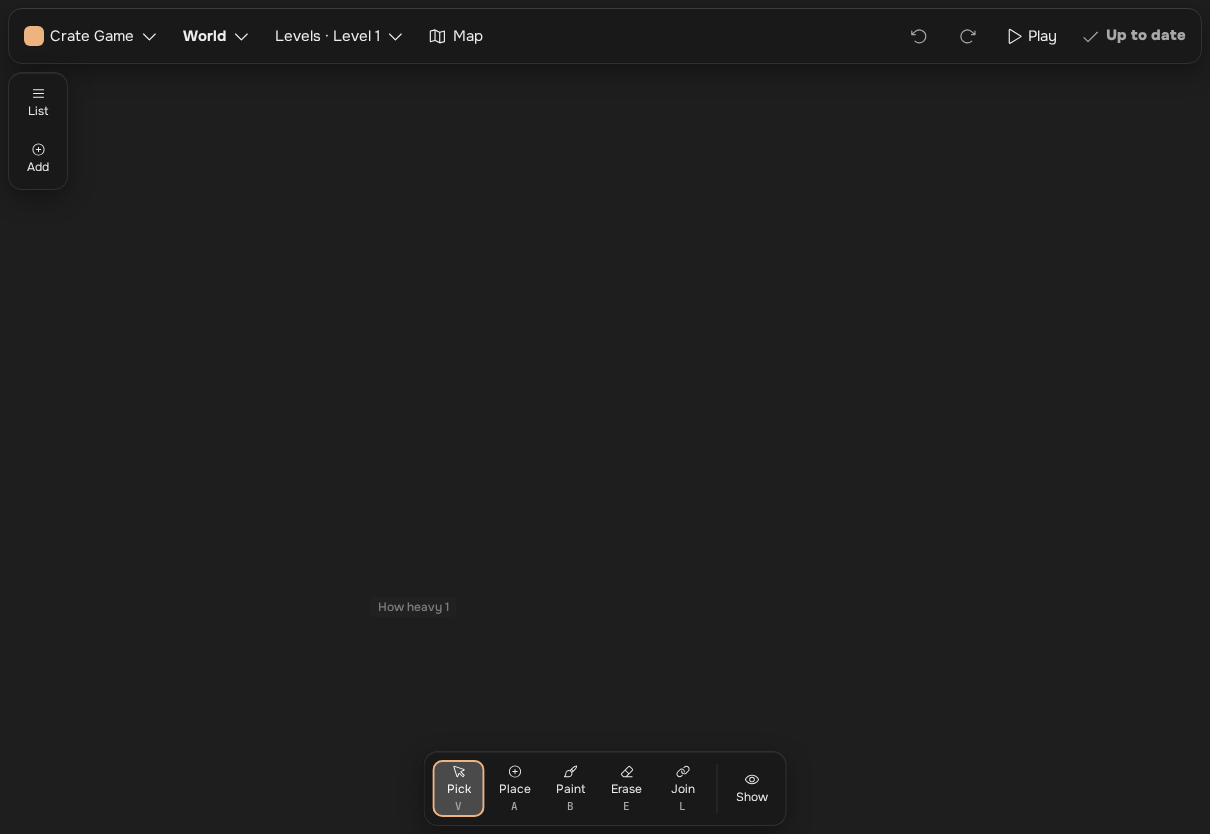 Crate Game
World
Levels · Level 1
Map
Play
Up to date
List
Add
How heavy 1
Pick
V
Place
A
Paint
B
Erase
E
Join
L
Show